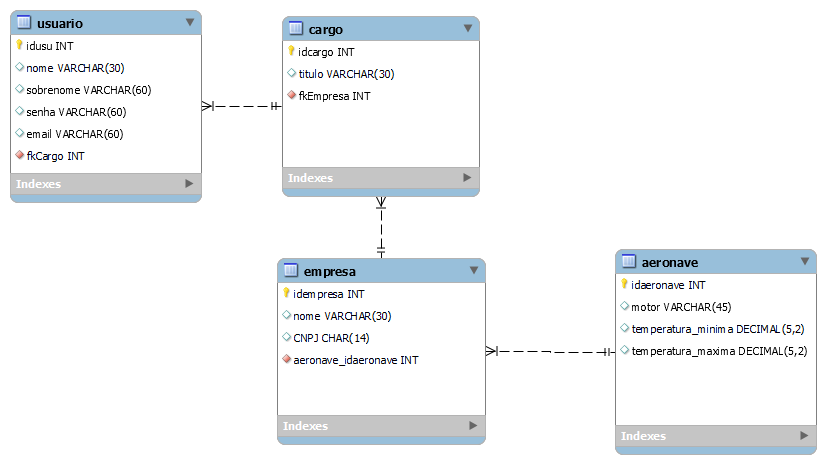 usuario
idusu INT
nome VARCHAR(30)
sobrenome VARCHAR(60)
senha VARCHAR(60)
email VARCHAR(60)
fkCargo INT
Indexes
cargo
idcargo INT
titulo VARCHAR(30)
fkEmpresa INT
Indexes
empresa
idempresa INT
nome VARCHAR(30)
CNPJ CHAR(14)
aeronave_idaeronave INT
Indexes
aeronave
idaeronave INT
motor VARCHAR(45)
temperatura_minima DECIMAL(5,2)
temperatura_maxima DECIMAL(5,2)
Indexes